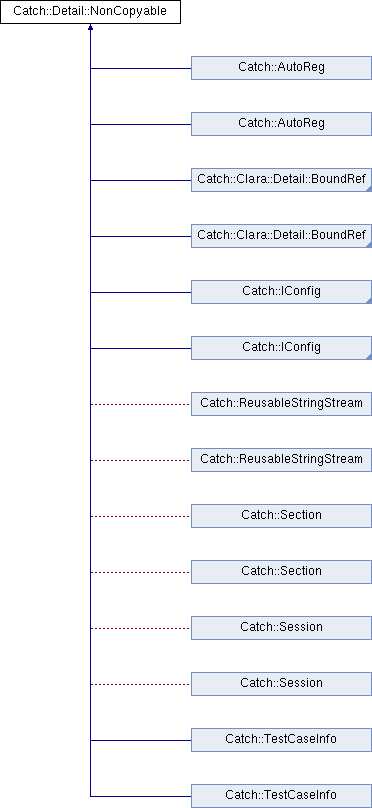 Catch::Detail::NonCopyable
Catch::AutoReg
Catch::AutoReg
Catch::Clara::Detail::BoundRef
Catch::Clara::Detail::BoundRef
Catch::IConfig
Catch::IConfig
Catch::ReusableStringStream
Catch::ReusableStringStream
Catch::Section
Catch::Section
Catch::Session
Catch::Session
Catch::TestCaseInfo
Catch::TestCaseInfo